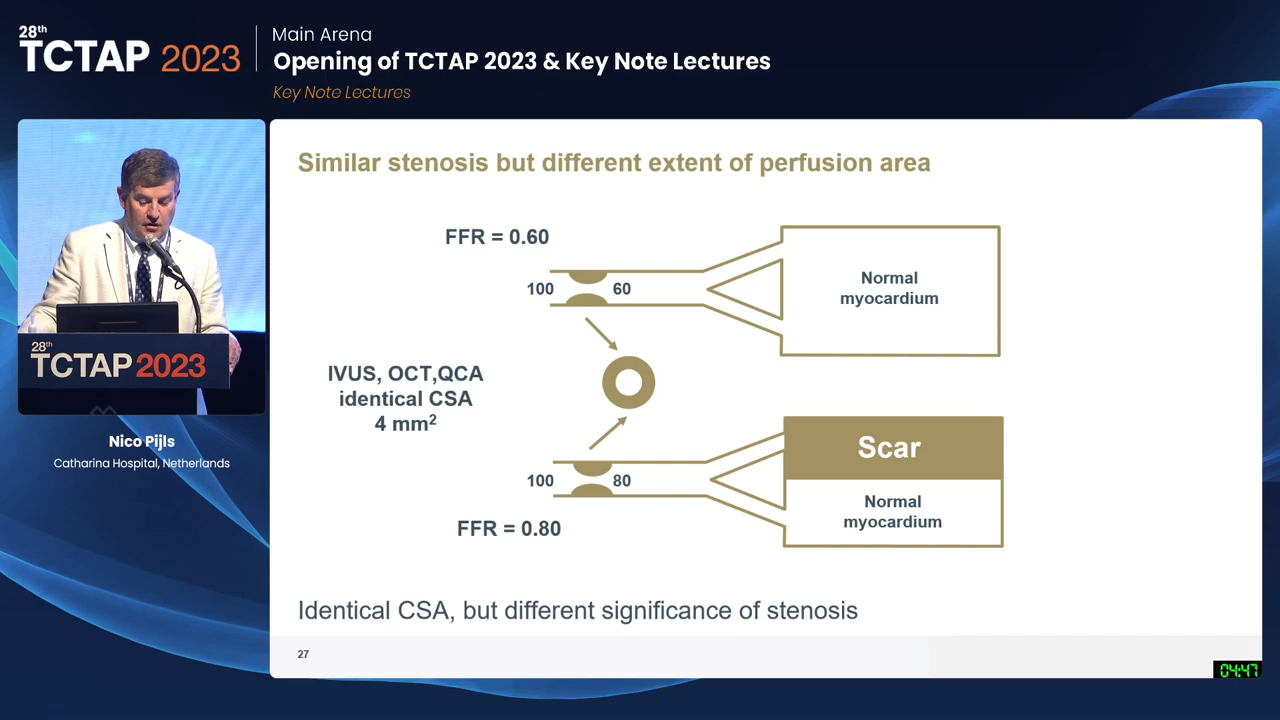 28th
TCTAP 2023
Main Arena
Opening of TCTAP 2023 & Key Note Lectures
Key Note Lectures
28th
TCTAP 2023
Nico Pijls
Catharina Hospital, Netherlands
Similar stenosis but different extent of perfusion area
FFR = 0.60
100
60
Normal
myocardium
IVUS, OCT,QCA
identical CSA
4 mm²
100
80
FFR = 0.80
Scar
Normal
myocardium
Identical CSA, but different significance of stenosis
27
04:47